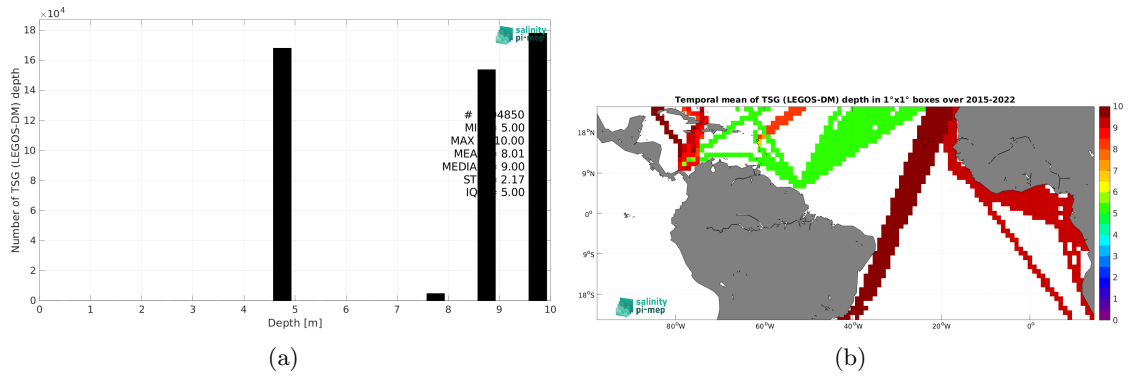 ×10⁴
18
16
14
12
10
8
6
4
2
0
Number of TSG (LEGOS-DM) depth
salinity
pi-mep
#
4850
MI
5.00
MAX
10.00
MEA
8.01
MEDIA
9.00
ST
2.17
IQ
5.00
0 1 2 3 4 5 6 7 8 9 10
Depth [m]
(a)
Temporal mean of TSG (LEGOS-DM) depth in 1°x1° boxes over 2015-2022
18°N
9°N
0°
9°S
18°S
80°W 60°W 40°W 20°W 0°
salinity
pi-mep
10
9
8
7
6
5
4
3
2
1
0
(b)